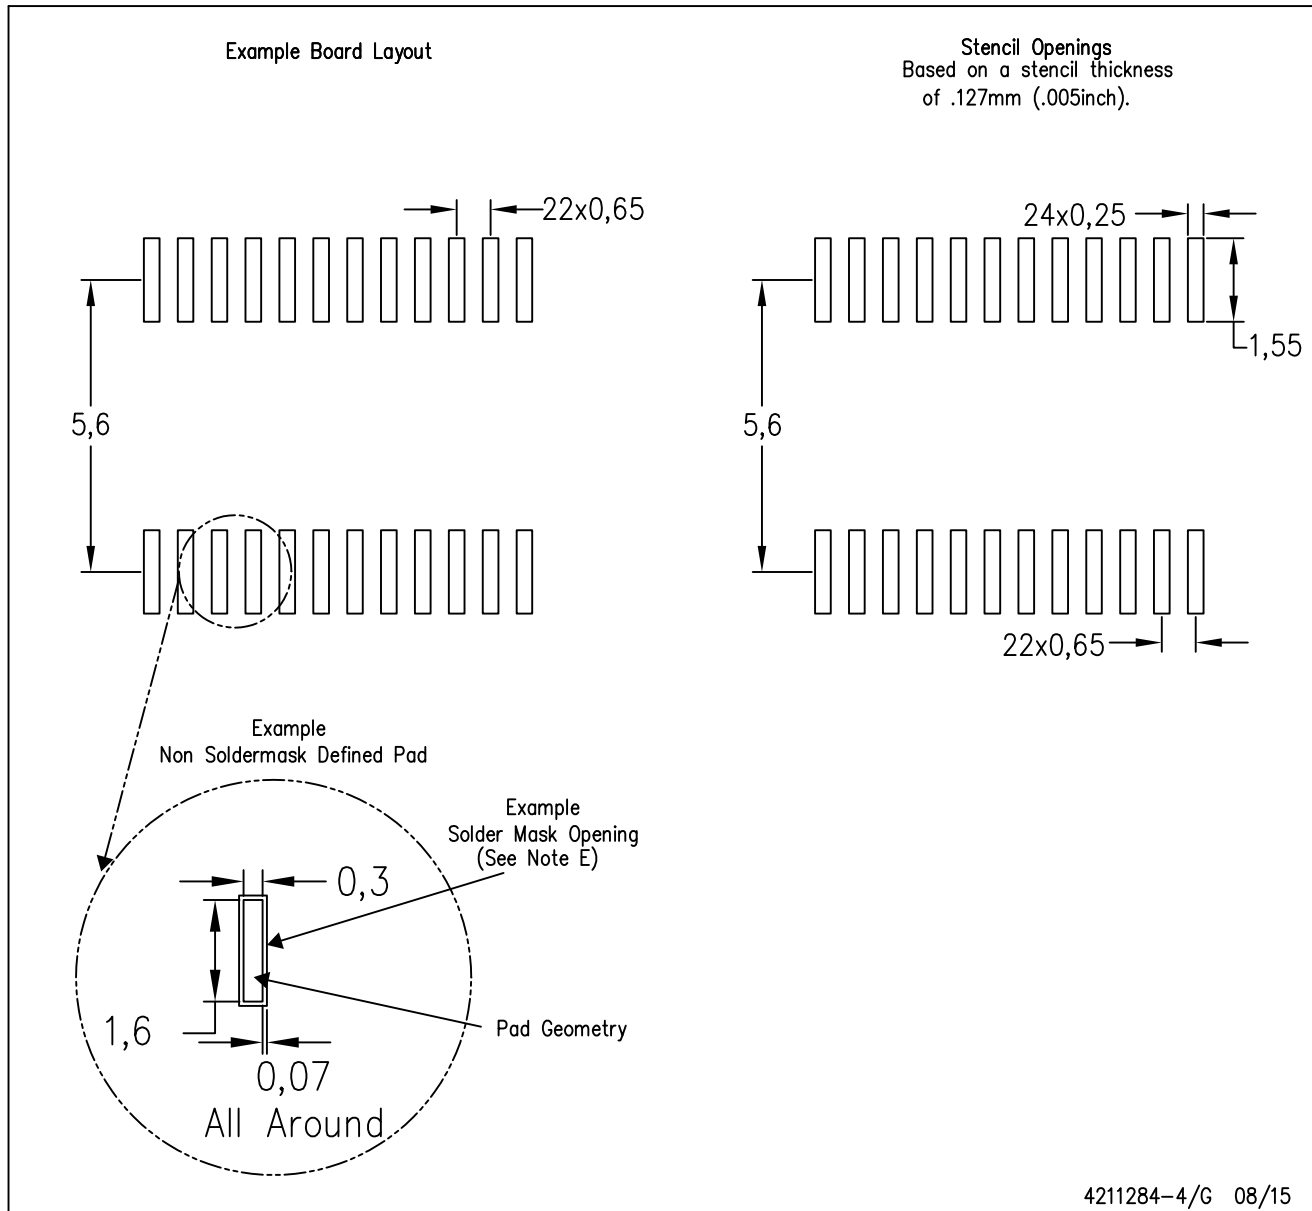 Example Board Layout
Stencil Openings
Based on a stencil thickness
of .127mm (.005inch).
22x0,65
24x0,25
1,55
5,6
5,6
22x0,65
Example
Non Soldermask Defined Pad
Example
Solder Mask Opening
(See Note E)
0,3
1,6
Pad Geometry
0,07
All Around
4211284-4/G 08/15